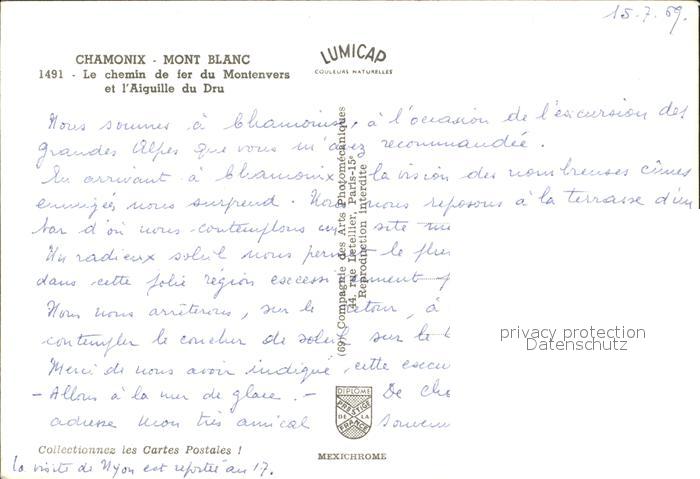 15.7.69.
CHAMONIX - MONT BLANC
1491 - Le chemin de fer du Montenvers
et l'Aiguille du Dru
LUMICAP
COULEURS NATURELLES
Nous sommes à Chamonix, à l'occasion de l'excursion des
grandes Alpes que vous m'avez recommandée.
En arrivant à Chamonix la vision des nombreuses cimes
enneigées nous surprend. Nous nous reposons à la terrasse d'un
bar d'où nous contemplons un site
Un radieux soleil nous permet le
dans cette jolie région
Nous nous arrêterons, sur le retour, à
contempler le coucher de soleil sur le
Merci de nous avoir indiqué cette
- Allons à la mer de glace. - De
adresse mon très amical souvenir
(69) Compagnie des Arts Photomécaniques
44, rue Letellier, Paris-15e
Reproduction interdite
privacy protection
Datenschutz
DIPLOME
PRESTIGE
DE LA
FRANCE
Collectionnez les Cartes Postales !
MEXICHROME
La visite de Nyon est reportée au 17.